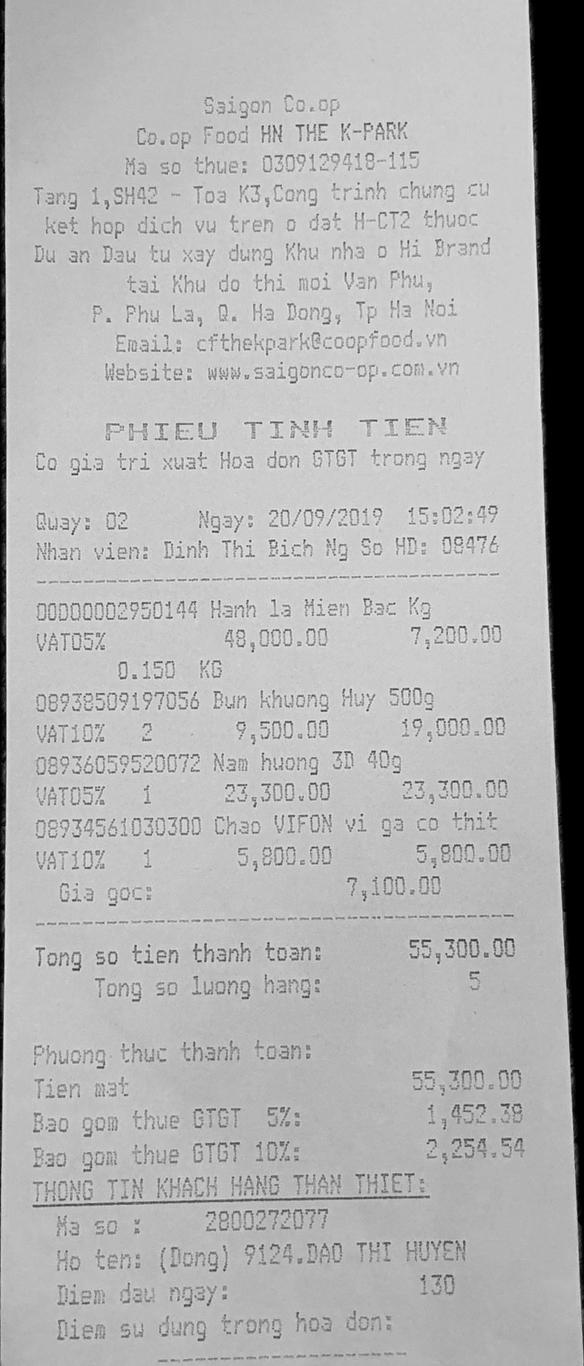 Saigon Co.op
Co.op Food HN THE K-PARK
Ma so thue: 0309129418-115
Tang 1,SH42 - Toa K3,Cong trinh chung cu
ket hop dich vu tren o dat H-CT2 thuoc
Du an Dau tu xay dung Khu nha o Hi Brand
tai Khu do thi moi Van Phu,
P. Phu La, Q. Ha Dong, Tp Ha Noi
Email: cfthekpark@coopfood.vn
Website: www.saigonco-op.com.vn
PHIEU TINH TIEN
Co gia tri xuat Hoa don GTGT trong ngay
Quay: 02 Ngay: 20/09/2019 15:02:49
Nhan vien: Dinh Thi Bich Ng So HD: 08476
00000002950144 Hanh la Mien Bac Kg
VAT05% 48,000.00 7,200.00
0.150 KG
08938509197056 Bun khuong Huy 500g
VAT10% 2 9,500.00 19,000.00
08936059520072 Nam huong 3D 40g
VAT05% 1 23,300.00 23,300.00
08934561030300 Chao VIFON vi ga co thit
VAT10% 1 5,800.00 5,800.00
Gia goc: 7,100.00
Tong so tien thanh toan: 55,300.00
Tong so luong hang: 5
Phuong thuc thanh toan:
Tien mat 55,300.00
Bao gom thue GTGT 5%: 1,452.38
Bao gom thue GTGT 10%: 2,254.54
THONG TIN KHACH HANG THAN THIET:
Ma so : 2800272077
Ho ten: (Dong) 9124.DAO THI HUYEN
Diem dau ngay: 130
Diem su dung trong hoa don: